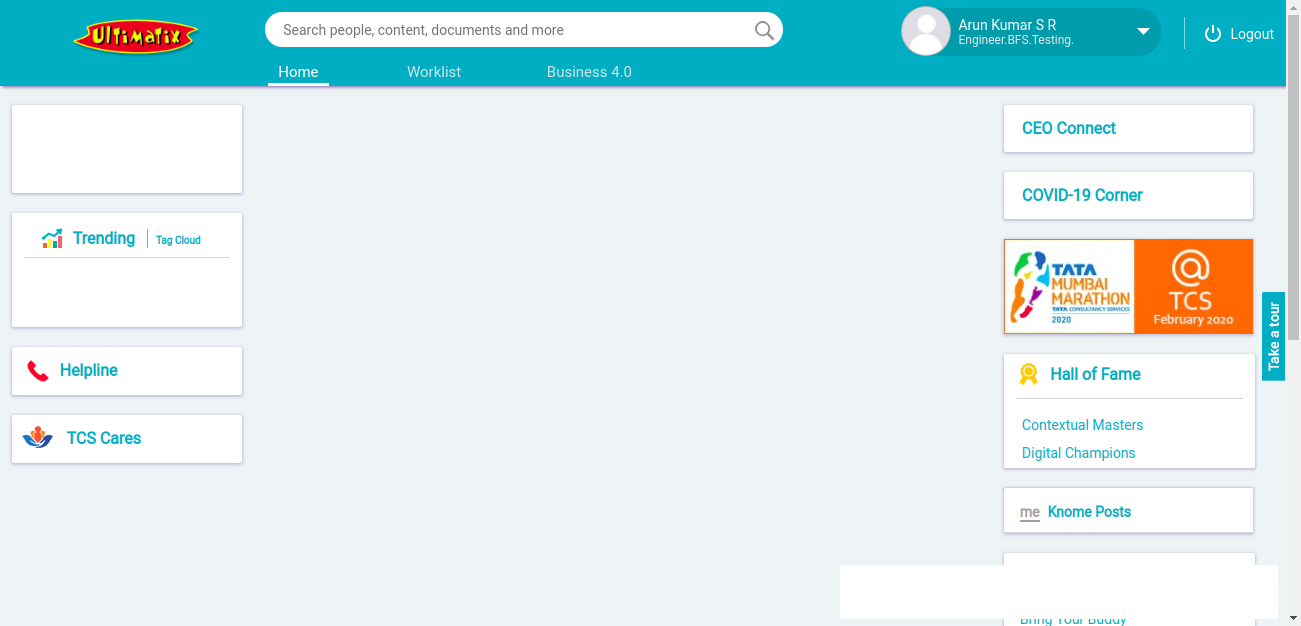 Ultimatix
Search people, content, documents and more
Arun Kumar S R
Engineer.BFS.Testing.
Logout
Home
Worklist
Business 4.0
Trending
Tag Cloud
Helpline
TCS Cares
CEO Connect
COVID-19 Corner
TATA
MUMBAI
MARATHON
TATA CONSULTANCY SERVICES
2020
@
TCS
February 2020
Take a tour
Hall of Fame
Contextual Masters
Digital Champions
me Knome Posts
Bring Your Buddy